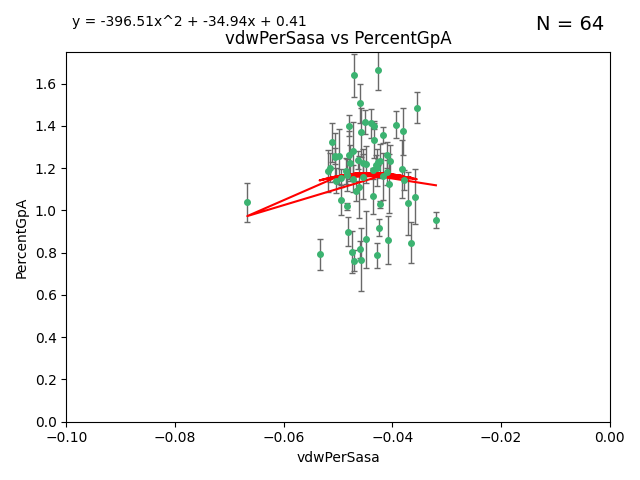 y = -396.51x^2 + -34.94x + 0.41
N = 64
vdwPerSasa vs PercentGpA
PercentGpA
1.6
1.4
1.2
1.0
0.8
0.6
0.4
0.2
0.0
−0.10 −0.08 −0.06 −0.04 −0.02 0.00
vdwPerSasa